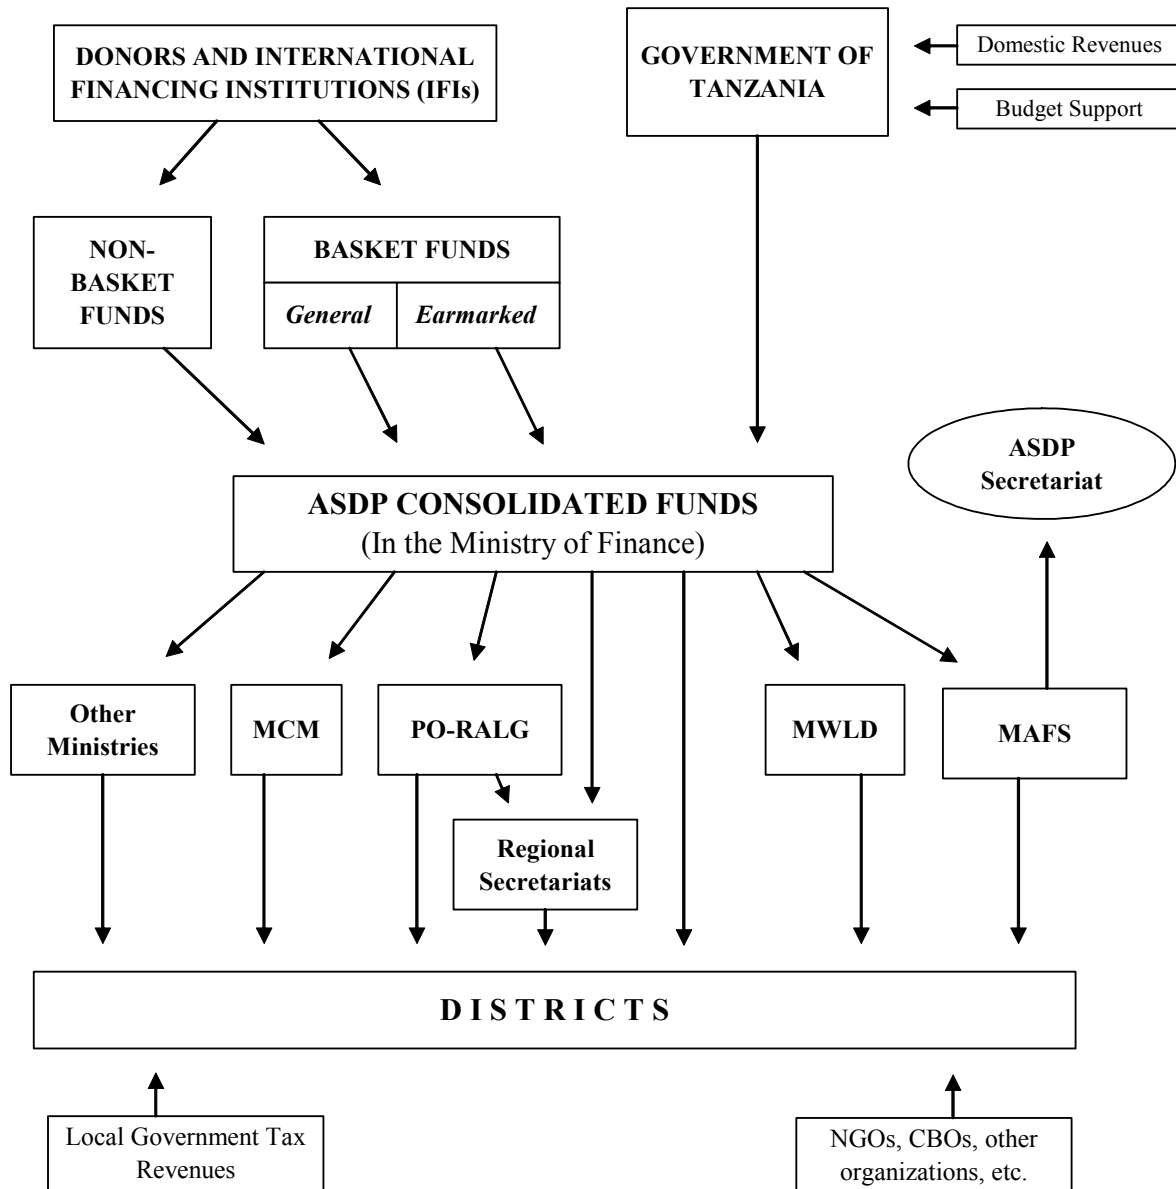 DONORS AND INTERNATIONAL
FINANCING INSTITUTIONS (IFIs)
GOVERNMENT OF
TANZANIA
Domestic Revenues
Budget Support
NON-
BASKET
FUNDS
BASKET FUNDS
General
Earmarked
ASDP
Secretariat
ASDP CONSOLIDATED FUNDS
(In the Ministry of Finance)
Other
Ministries
MCM
PO-RALG
MWLD
MAFS
Regional
Secretariats
D I S T R I C T S
Local Government Tax
Revenues
NGOs, CBOs, other
organizations, etc.